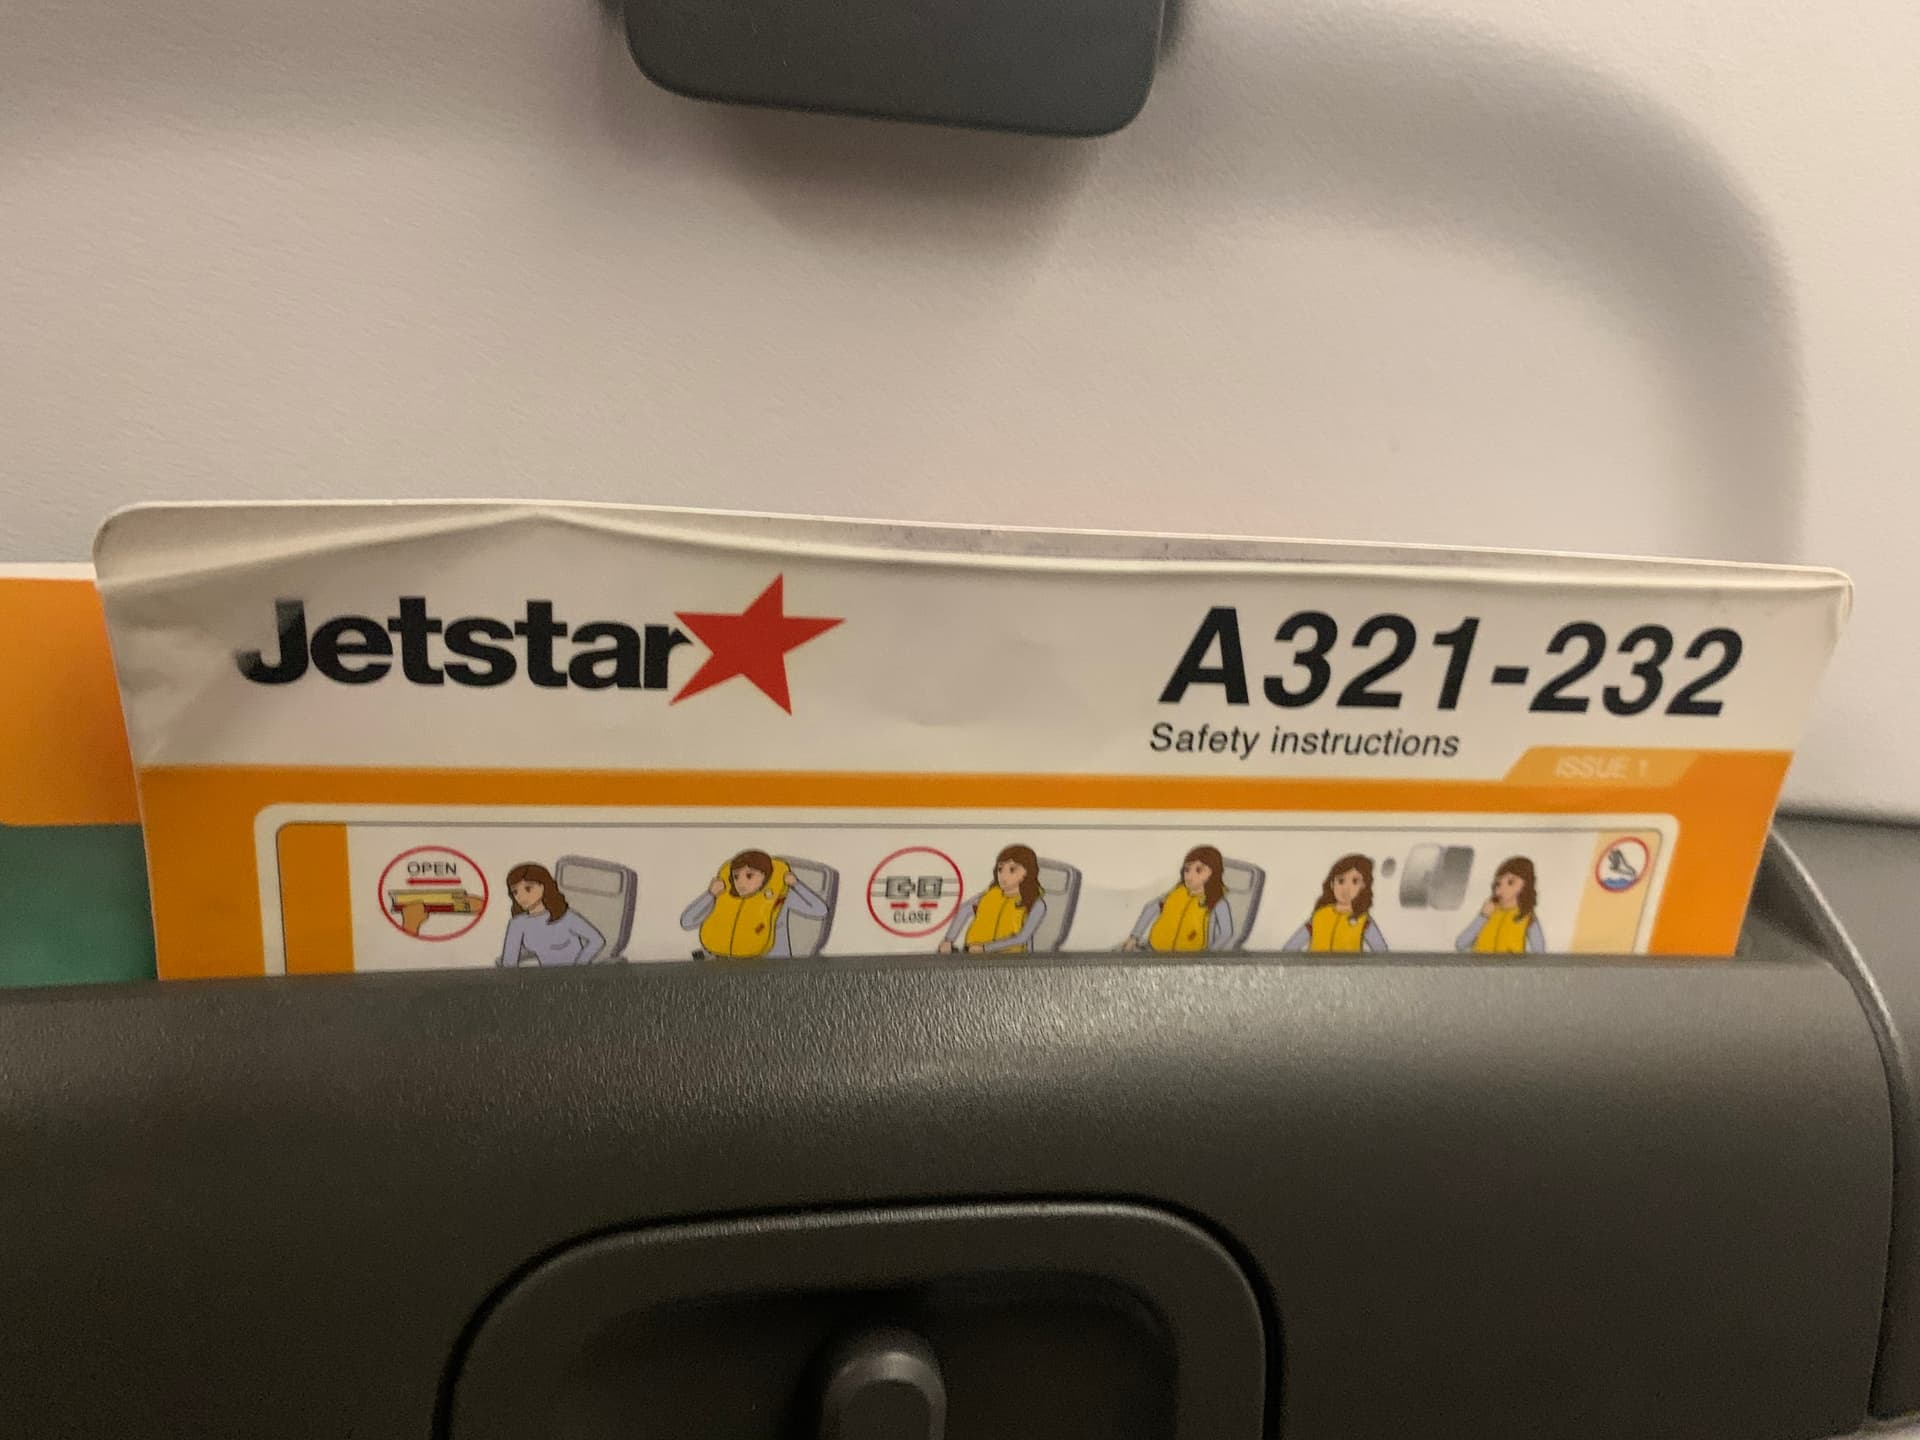 Jetstar
A321-232
Safety instructions
ISSUE 1
OPEN
CLOSE